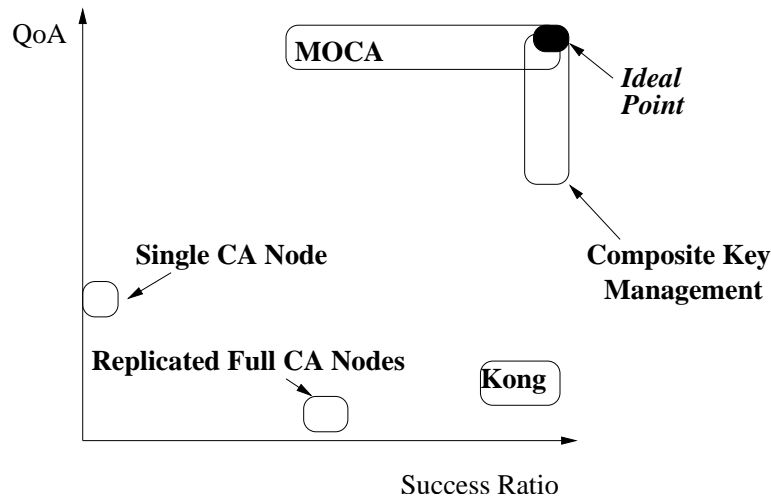 QoA
MOCA
Ideal
Point
Single CA Node
Composite Key
Management
Replicated Full CA Nodes
Kong
Success Ratio